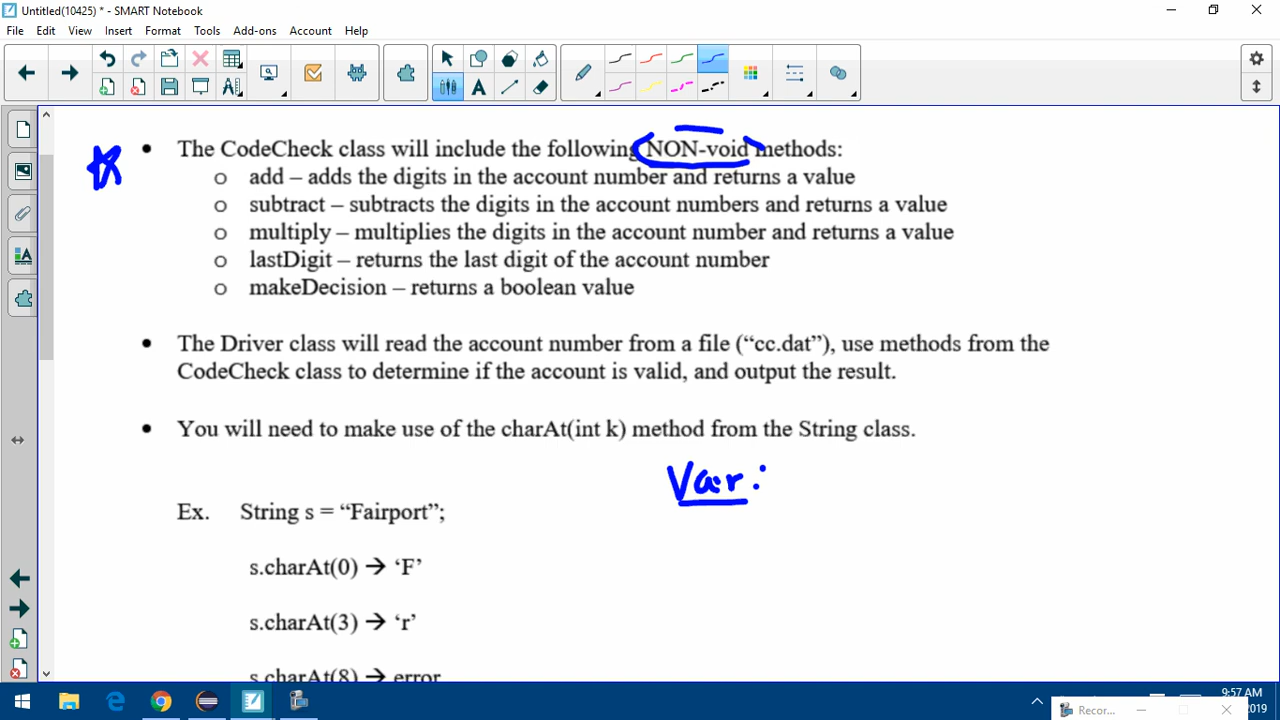 Untitled(10425) * - SMART Notebook
File Edit View Insert Format Tools Add-ons Account Help
• The CodeCheck class will include the following NON-void methods:
o add – adds the digits in the account number and returns a value
o subtract – subtracts the digits in the account numbers and returns a value
o multiply – multiplies the digits in the account number and returns a value
o lastDigit – returns the last digit of the account number
o makeDecision – returns a boolean value
• The Driver class will read the account number from a file (“cc.dat”), use methods from the
CodeCheck class to determine if the account is valid, and output the result.
• You will need to make use of the charAt(int k) method from the String class.
Var:
Ex. String s = “Fairport”;
s.charAt(0) → ‘F’
s.charAt(3) → ‘r’
s.charAt(8) → error
9:57 AM
2019
Recor...